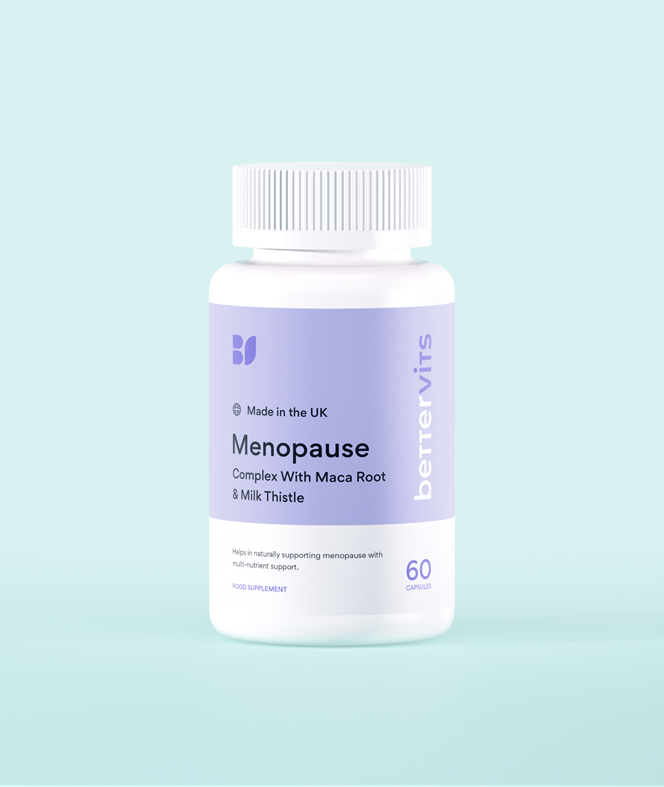 Made in the UK
Menopause
Complex With Maca Root
& Milk Thistle
betterVITS
Helps in naturally supporting menopause with
multi-nutrient support.
FOOD SUPPLEMENT
60
CAPSULES